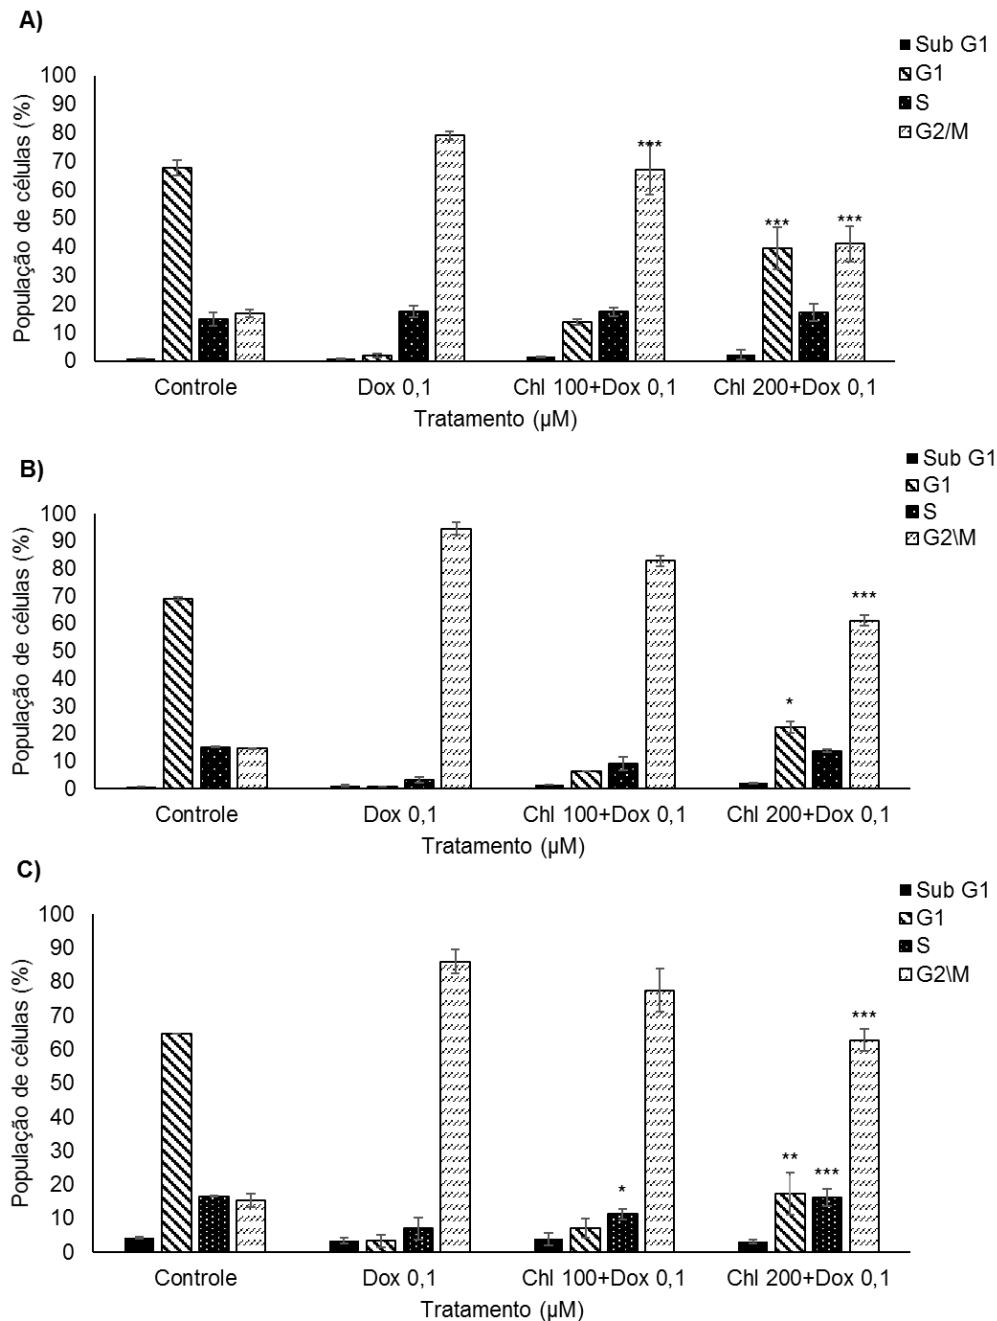 A)
Sub G1
G1
S
G2/M
População de células (%)
100
90
80
70
60
50
40
30
20
10
0
***
***
***
Controle
Dox 0,1
Chl 100+Dox 0,1
Chl 200+Dox 0,1
Tratamento (µM)
B)
Sub G1
G1
S
G2\M
População de células (%)
100
90
80
70
60
50
40
30
20
10
0
*
***
Controle
Dox 0,1
Chl 100+Dox 0,1
Chl 200+Dox 0,1
Tratamento (µM)
C)
Sub G1
G1
S
G2\M
População de células (%)
100
90
80
70
60
50
40
30
20
10
0
*
**
***
***
Controle
Dox 0,1
Chl 100+Dox 0,1
Chl 200+Dox 0,1
Tratamento (µM)